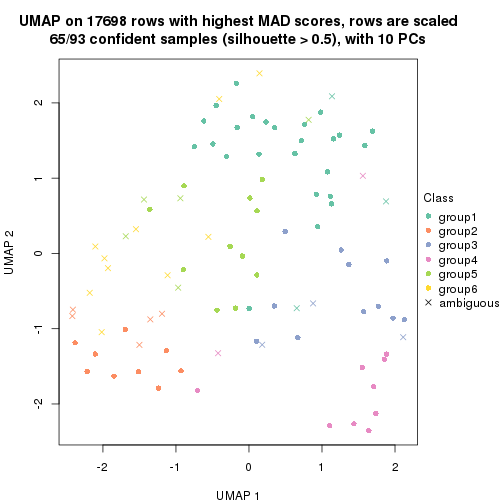 UMAP on 17698 rows with highest MAD scores, rows are scaled
65/93 confident samples (silhouette > 0.5), with 10 PCs
2
1
0
-1
-2
UMAP 2
-2
-1
0
1
2
UMAP 1
Class
group1
group2
group3
group4
group5
group6
ambiguous